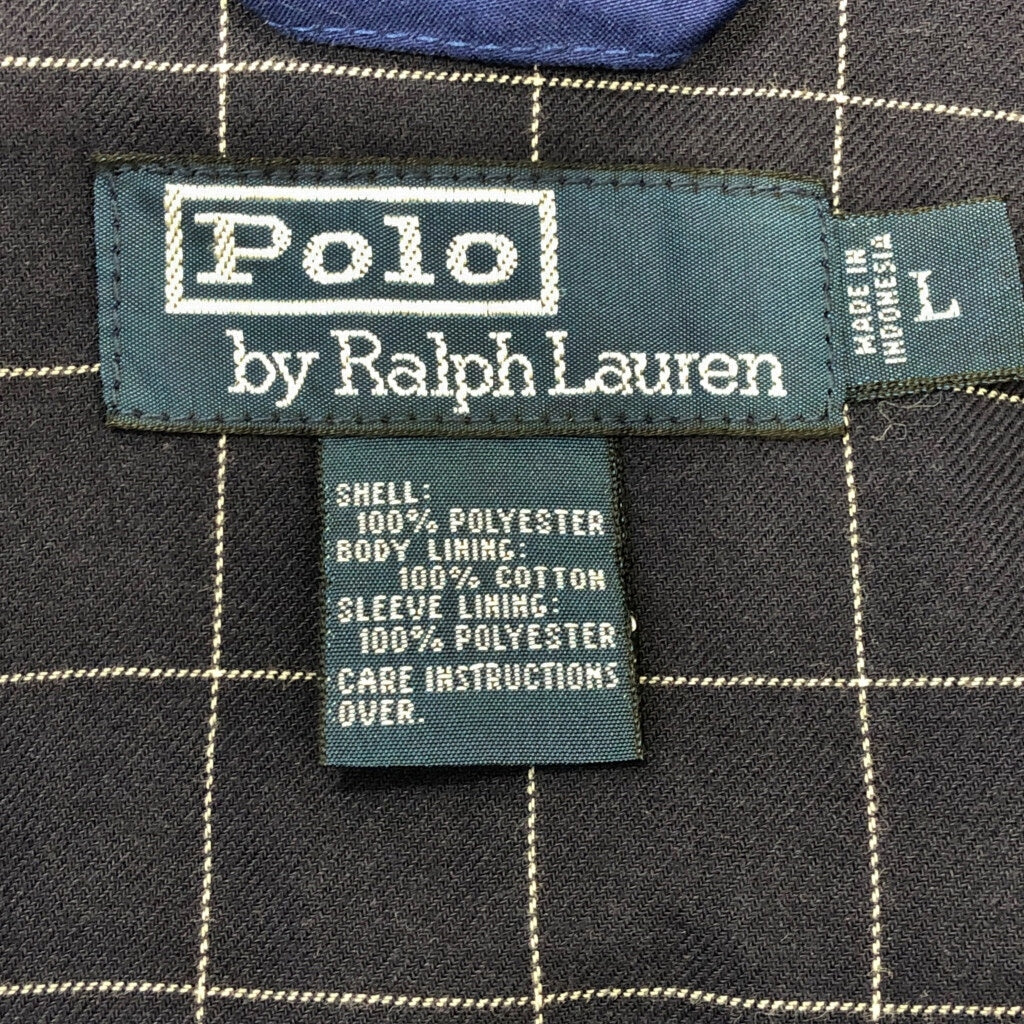 Polo
by Ralph Lauren
MADE IN
INDONESIA
L
SHELL:
100% POLYESTER
BODY LINING:
100% COTTON
SLEEVE LINING:
100% POLYESTER
CARE INSTRUCTIONS
OVER.